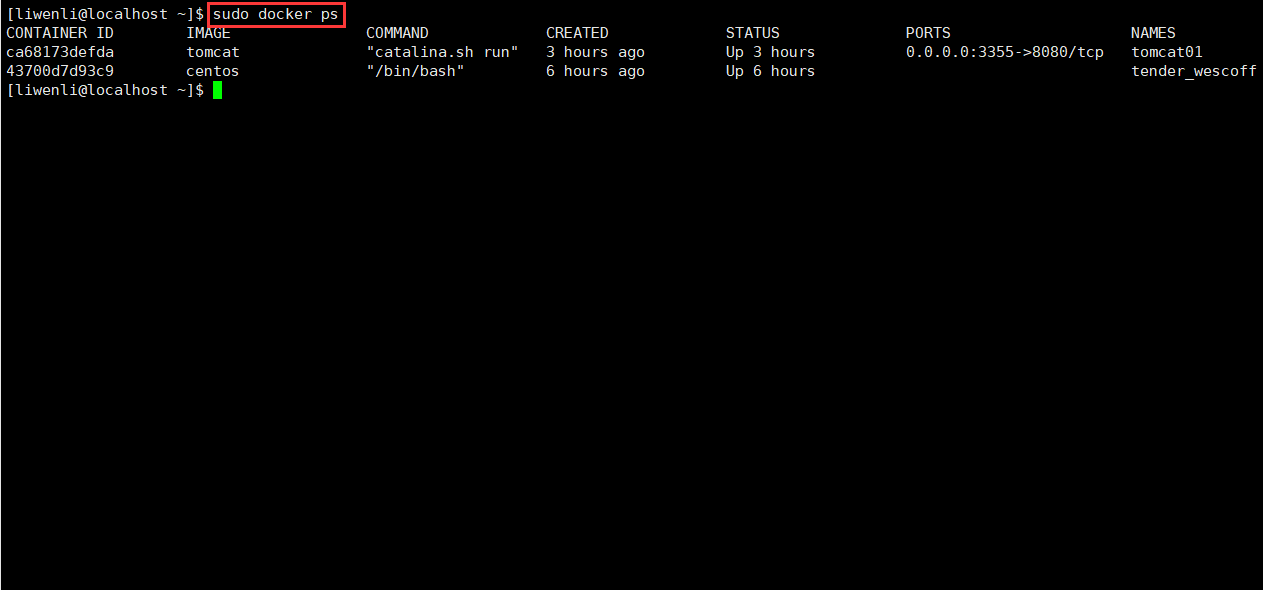 [liwenli@localhost ~]$ sudo docker ps
CONTAINER ID        IMAGE               COMMAND             CREATED             STATUS              PORTS                    NAMES
ca68173defda        tomcat              "catalina.sh run"   3 hours ago         Up 3 hours          0.0.0.0:3355->8080/tcp   tomcat01
43700d7d93c9        centos              "/bin/bash"         6 hours ago         Up 6 hours                                   tender_wescoff
[liwenli@localhost ~]$